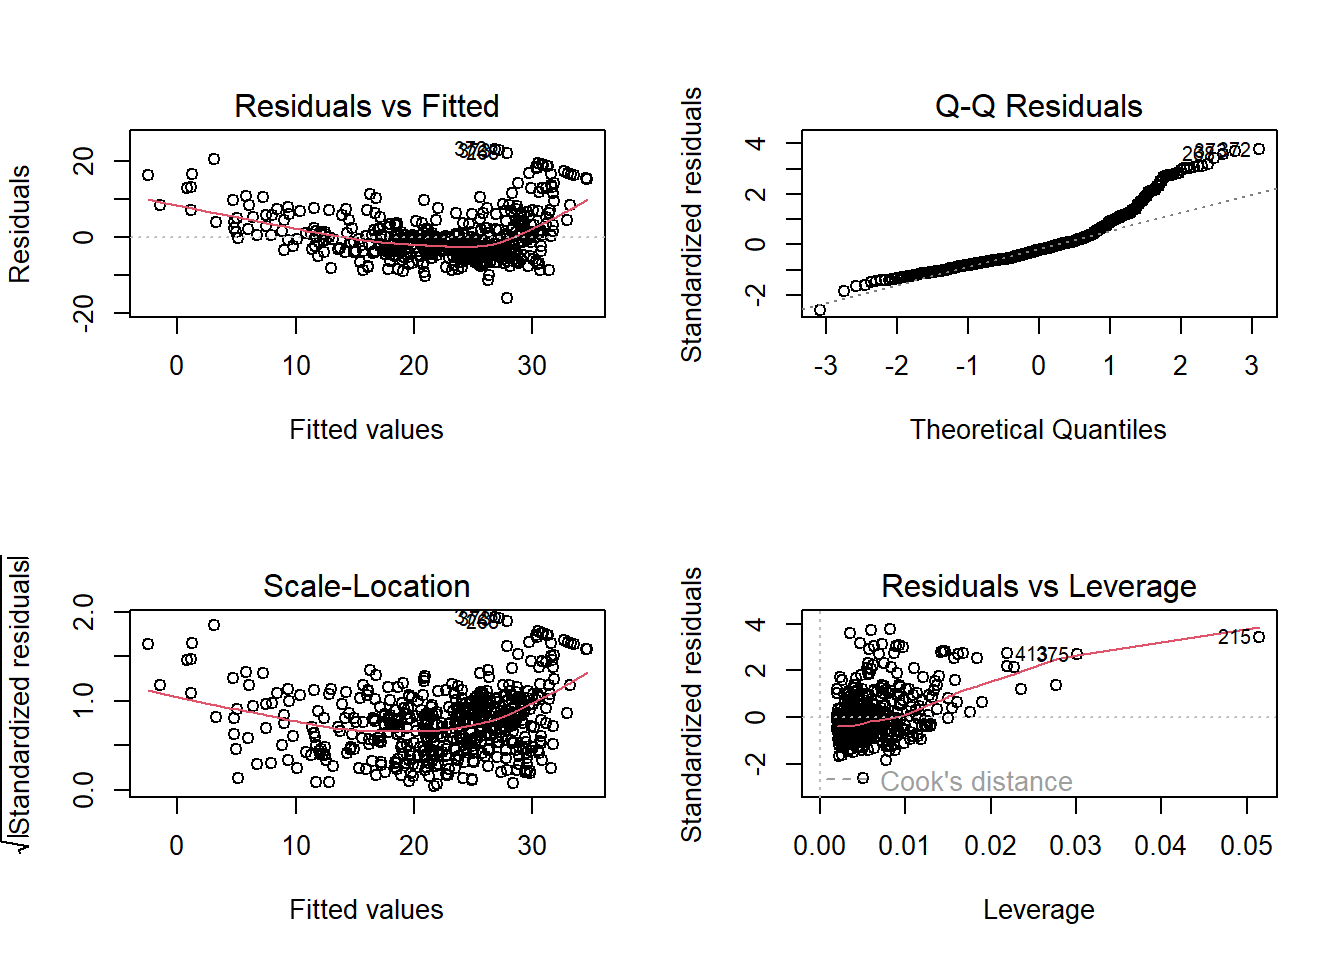 Residuals vs Fitted
Residuals
20
0
-20
0 10 20 30
Fitted values
Q-Q Residuals
Standardized residuals
4
2
0
-2
372
-3 -2 -1 0 1 2 3
Theoretical Quantiles
Scale-Location
√|Standardized residuals|
2.0
1.0
0.0
0 10 20 30
Fitted values
Residuals vs Leverage
Standardized residuals
4
2
0
-2
413
375
215
Cook's distance
0.00 0.01 0.02 0.03 0.04 0.05
Leverage